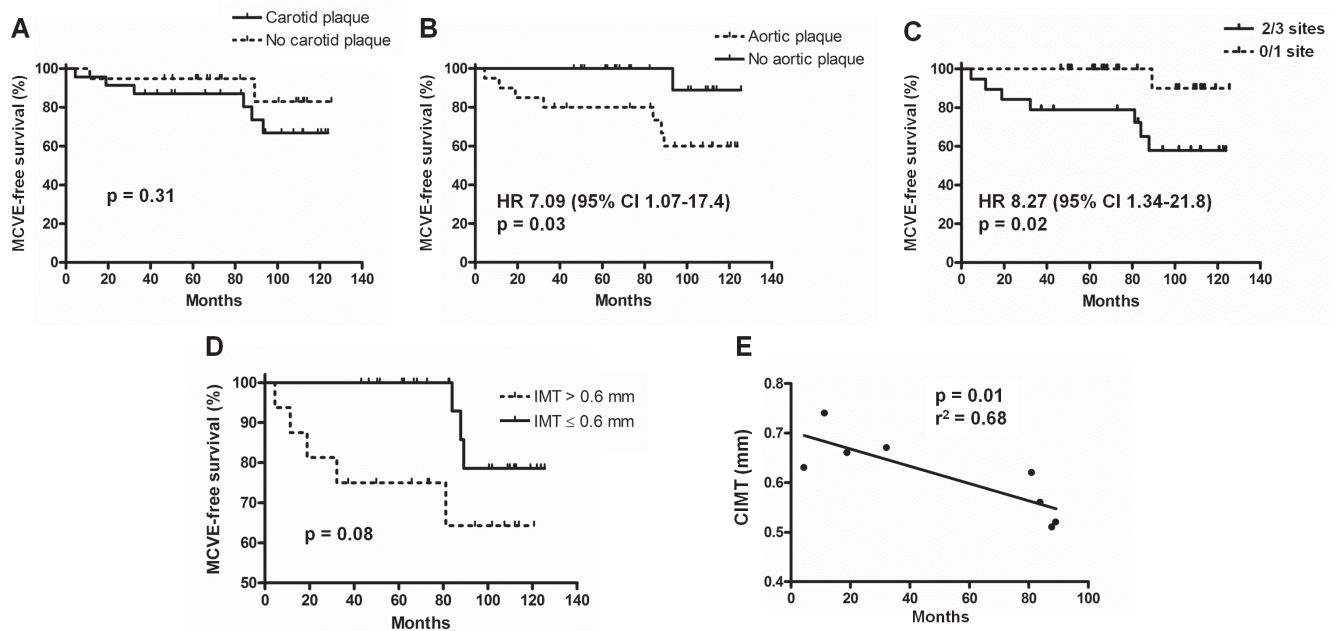 A
Carotid plaque
No carotid plaque
MCVE-free survival (%)
100
80
60
40
20
0
p = 0.31
0 20 40 60 80 100 120 140
Months
B
Aortic plaque
No aortic plaque
MCVE-free survival (%)
100
80
60
40
20
0
HR 7.09 (95% CI 1.07-17.4)
p = 0.03
0 20 40 60 80 100 120 140
Months
C
2/3 sites
0/1 site
MCVE-free survival (%)
100
80
60
40
20
0
HR 8.27 (95% CI 1.34-21.8)
p = 0.02
0 20 40 60 80 100 120 140
Months
D
IMT > 0.6 mm
IMT ≤ 0.6 mm
MCVE-free survival (%)
100
90
80
70
60
50
p = 0.08
0 20 40 60 80 100 120 140
Months
E
p = 0.01
r² = 0.68
CIMT (mm)
0.8
0.7
0.6
0.5
0.4
0 20 40 60 80 100
Months